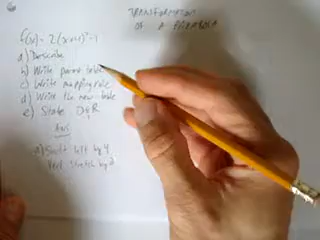 TRANSFORMATION
OF A PARABOLA
f(x) = 2(x+4)²-1
a) Describe
b) Write parent table
c) Write mapping rule
d) Write the new table
e) State D&R
Ans
a) Shift left by 4
Vert. Stretch by 2